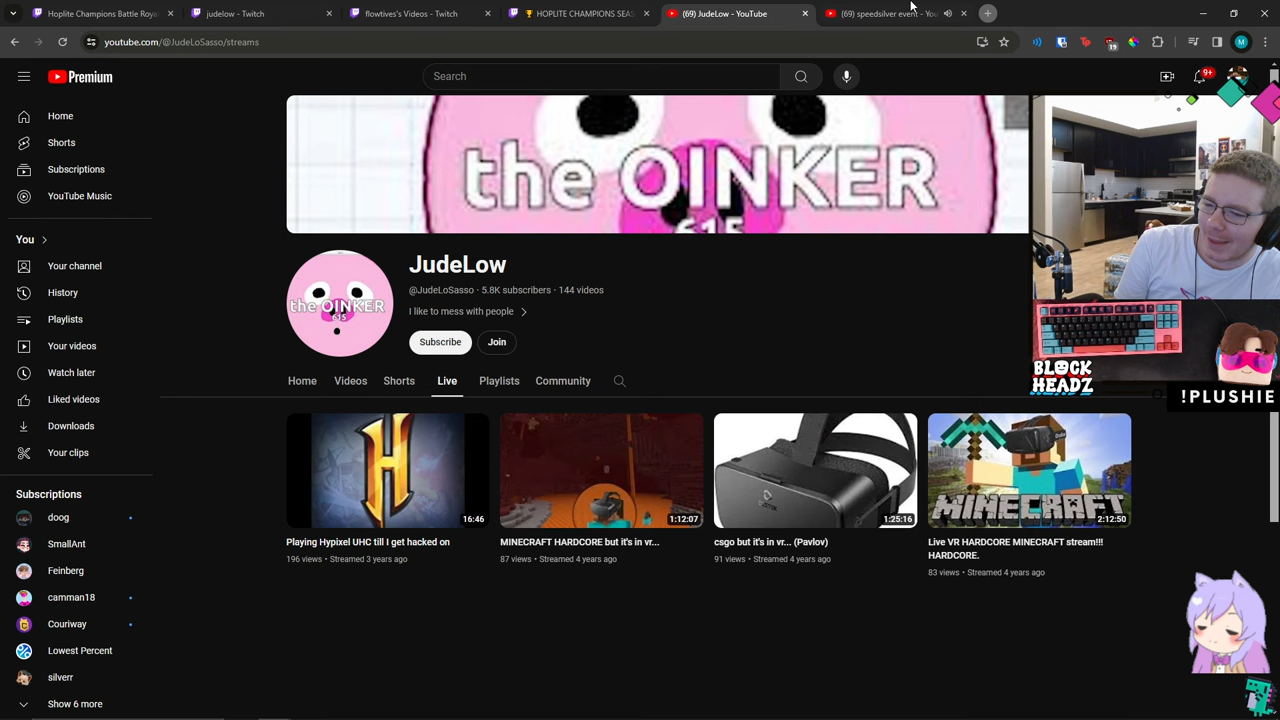 Hoplite Champions Battle Roya
judelow - Twitch
flowtives's Videos - Twitch
🏆 HOPLITE CHAMPIONS SEAS
(69) JudeLow - YouTube
(69) speedsilver event - You
youtube.com/@JudeLoSasso/streams
19
Premium
Search
9+
Home
Shorts
Subscriptions
YouTube Music
You
Your channel
History
Playlists
Your videos
Watch later
Liked videos
Downloads
Your clips
Subscriptions
doog
SmallAnt
Feinberg
camman18
Couriway
Lowest Percent
silverr
Show 6 more
the OINKER
615
the OINKER
615
JudeLow
@JudeLoSasso · 5.8K subscribers · 144 videos
I like to mess with people
Subscribe
Join
Home
Videos
Shorts
Live
Playlists
Community
16:46
Playing Hypixel UHC till I get hacked on
196 views • Streamed 3 years ago
1:12:07
MINECRAFT HARDCORE but it's in vr...
87 views • Streamed 4 years ago
1:25:16
csgo but it's in vr... (Pavlov)
91 views • Streamed 4 years ago
MINECRAFT
2:12:50
Live VR HARDCORE MINECRAFT stream!!!
HARDCORE.
83 views • Streamed 4 years ago
BLOCK
HEADZ
!PLUSHIE
M